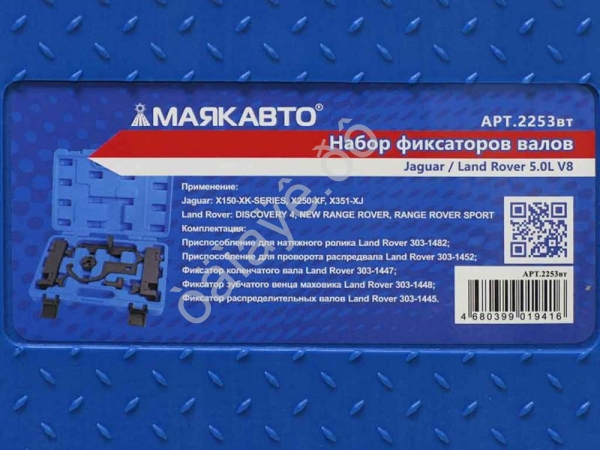 МАЯКАВТО®
АРТ.2253вт
Набор фиксаторов валов
Jaguar / Land Rover 5.0L V8
Применение:
Jaguar: X150-XK-SERIES, X250-XF, X351-XJ
Land Rover: DISCOVERY 4, NEW RANGE ROVER, RANGE ROVER SPORT
Комплектация:
Приспособление для натяжного ролика Land Rover 303-1482;
Приспособление для проворота распредвала Land Rover 303-1452;
Фиксатор коленчатого вала Land Rover 303-1447;
Фиксатор зубчатого венца маховика Land Rover 303-1448;
Фиксатор распределительных валов Land Rover 303-1445.
АРТ.2253вт
4 680399 019416